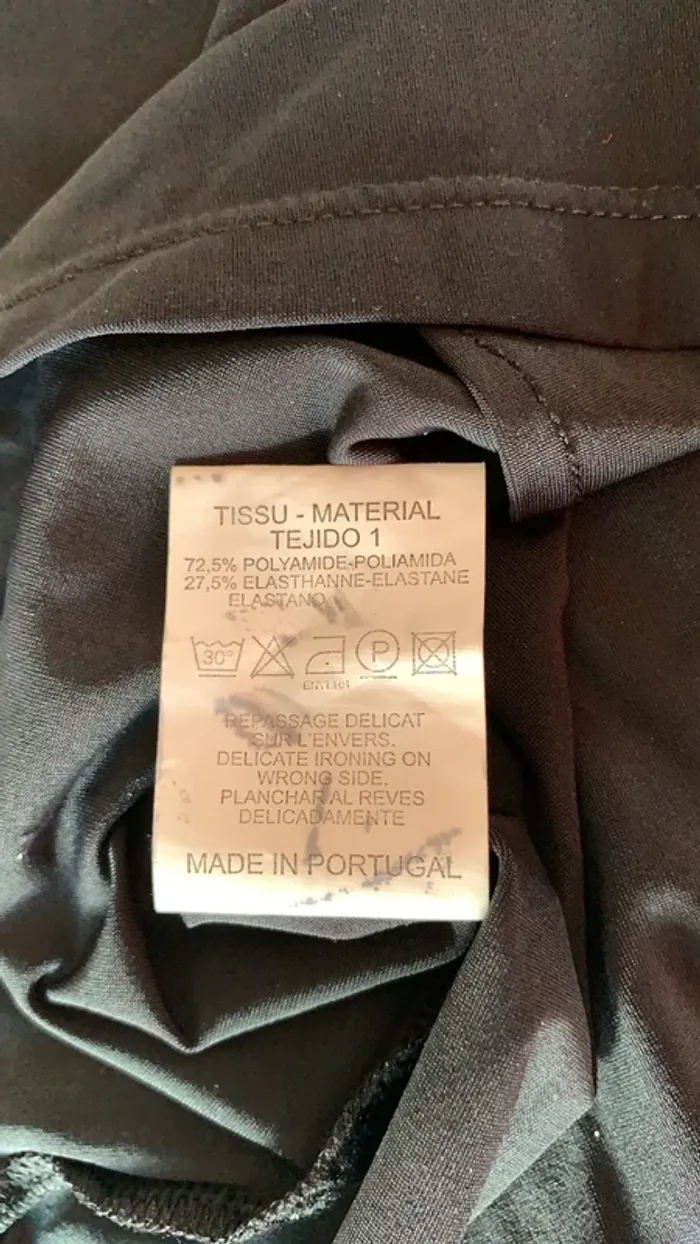 TISSU - MATERIAL
TEJIDO 1
72,5% POLYAMIDE-POLIAMIDA
27,5% ELASTHANNE-ELASTANE
ELASTANO
30° P
ENVERS
REPASSAGE DELICAT
SUR L'ENVERS.
DELICATE IRONING ON
WRONG SIDE.
PLANCHAR AL REVES
DELICADAMENTE
MADE IN PORTUGAL